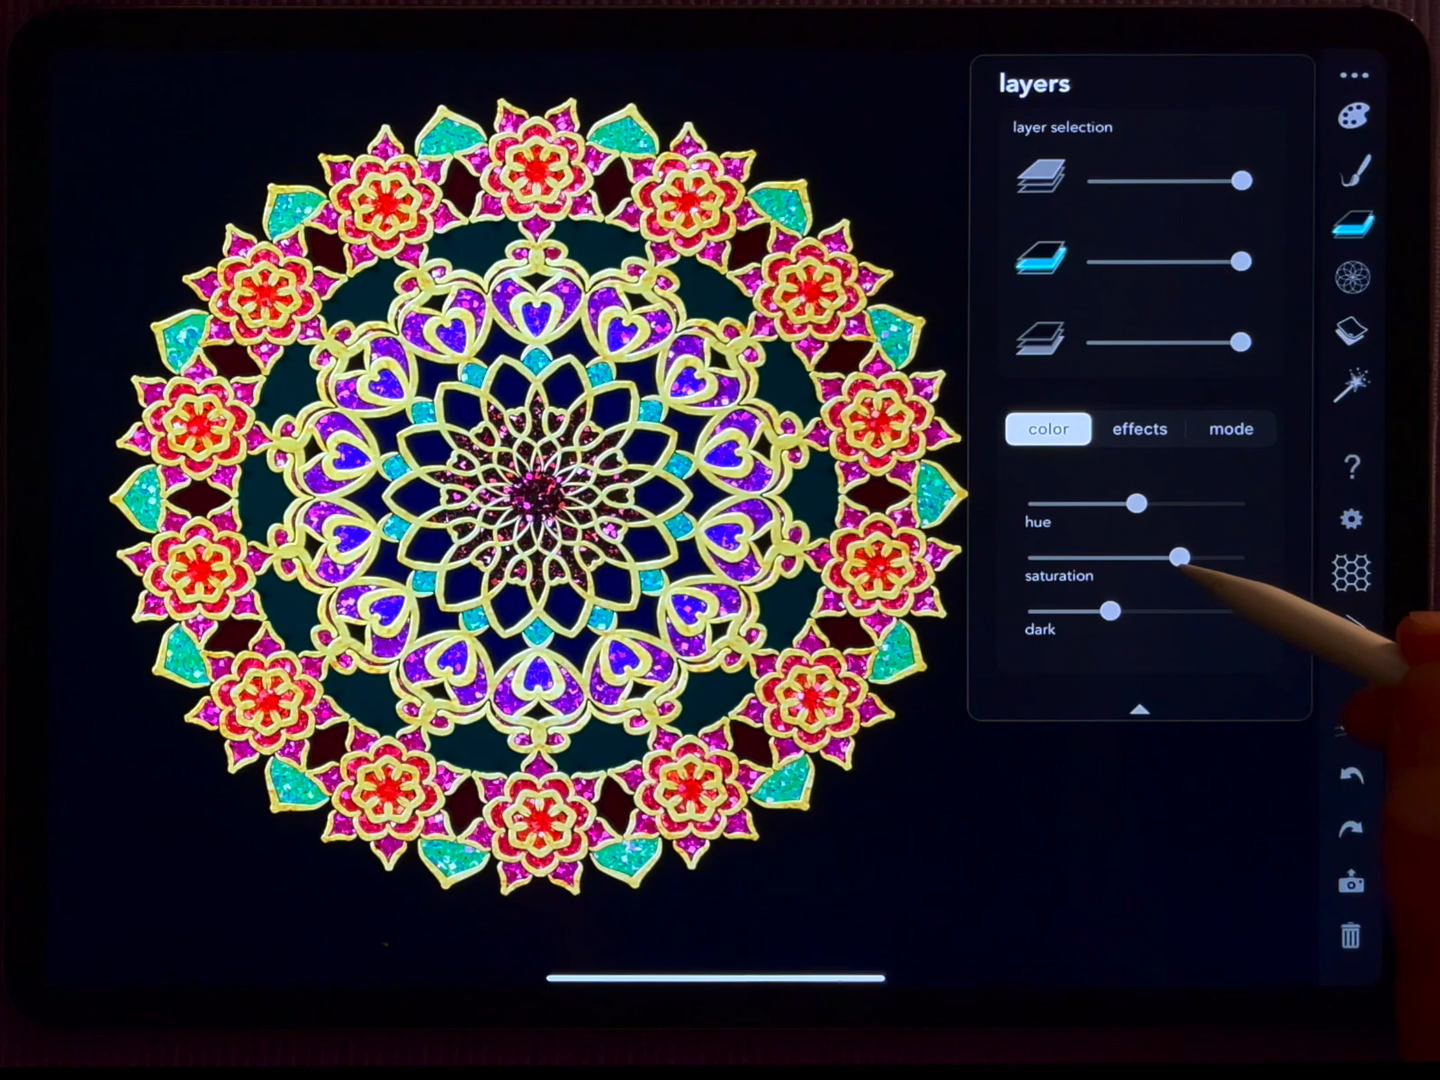 layers
layer selection
color effects mode
hue
saturation
dark
?